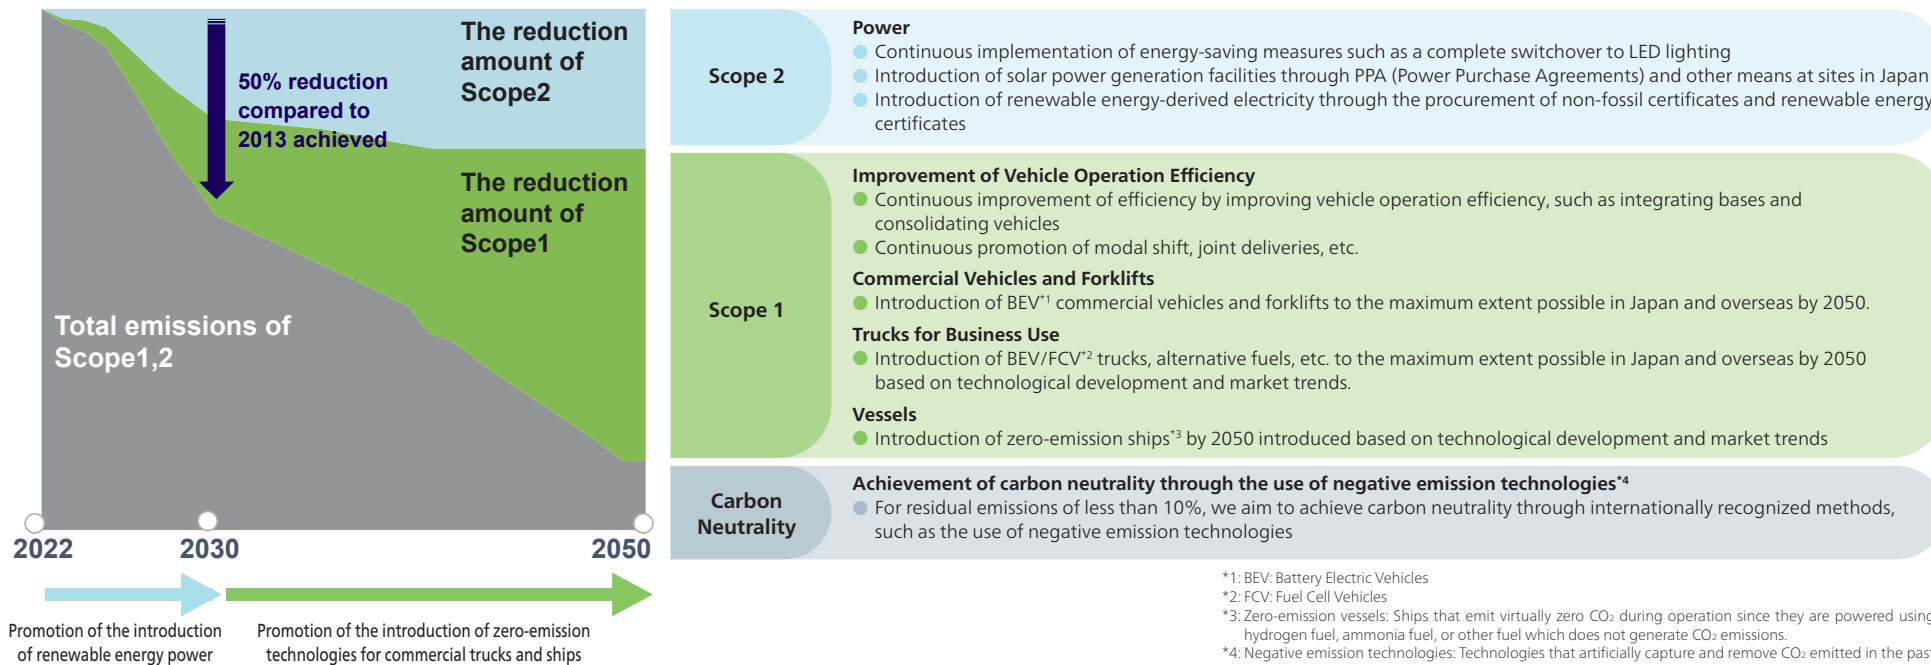 The reduction
amount of
Scope2
50% reduction
compared to
2013 achieved
The reduction
amount of
Scope1
Total emissions of
Scope1,2
2022
2030
2050
Promotion of the introduction
of renewable energy power
Promotion of the introduction of zero-emission
technologies for commercial trucks and ships
Scope 2
Power
● Continuous implementation of energy-saving measures such as a complete switchover to LED lighting
● Introduction of solar power generation facilities through PPA (Power Purchase Agreements) and other means at sites in Japan
● Introduction of renewable energy-derived electricity through the procurement of non-fossil certificates and renewable energy
certificates
Scope 1
Improvement of Vehicle Operation Efficiency
● Continuous improvement of efficiency by improving vehicle operation efficiency, such as integrating bases and
consolidating vehicles
● Continuous promotion of modal shift, joint deliveries, etc.
Commercial Vehicles and Forklifts
● Introduction of BEV*1 commercial vehicles and forklifts to the maximum extent possible in Japan and overseas by 2050.
Trucks for Business Use
● Introduction of BEV/FCV*2 trucks, alternative fuels, etc. to the maximum extent possible in Japan and overseas by 2050
based on technological development and market trends.
Vessels
● Introduction of zero-emission ships*3 by 2050 introduced based on technological development and market trends
Carbon
Neutrality
Achievement of carbon neutrality through the use of negative emission technologies*4
● For residual emissions of less than 10%, we aim to achieve carbon neutrality through internationally recognized methods,
such as the use of negative emission technologies
*1: BEV: Battery Electric Vehicles
*2: FCV: Fuel Cell Vehicles
*3: Zero-emission vessels: Ships that emit virtually zero CO₂ during operation since they are powered using
hydrogen fuel, ammonia fuel, or other fuel which does not generate CO₂ emissions.
*4: Negative emission technologies: Technologies that artificially capture and remove CO₂ emitted in the past